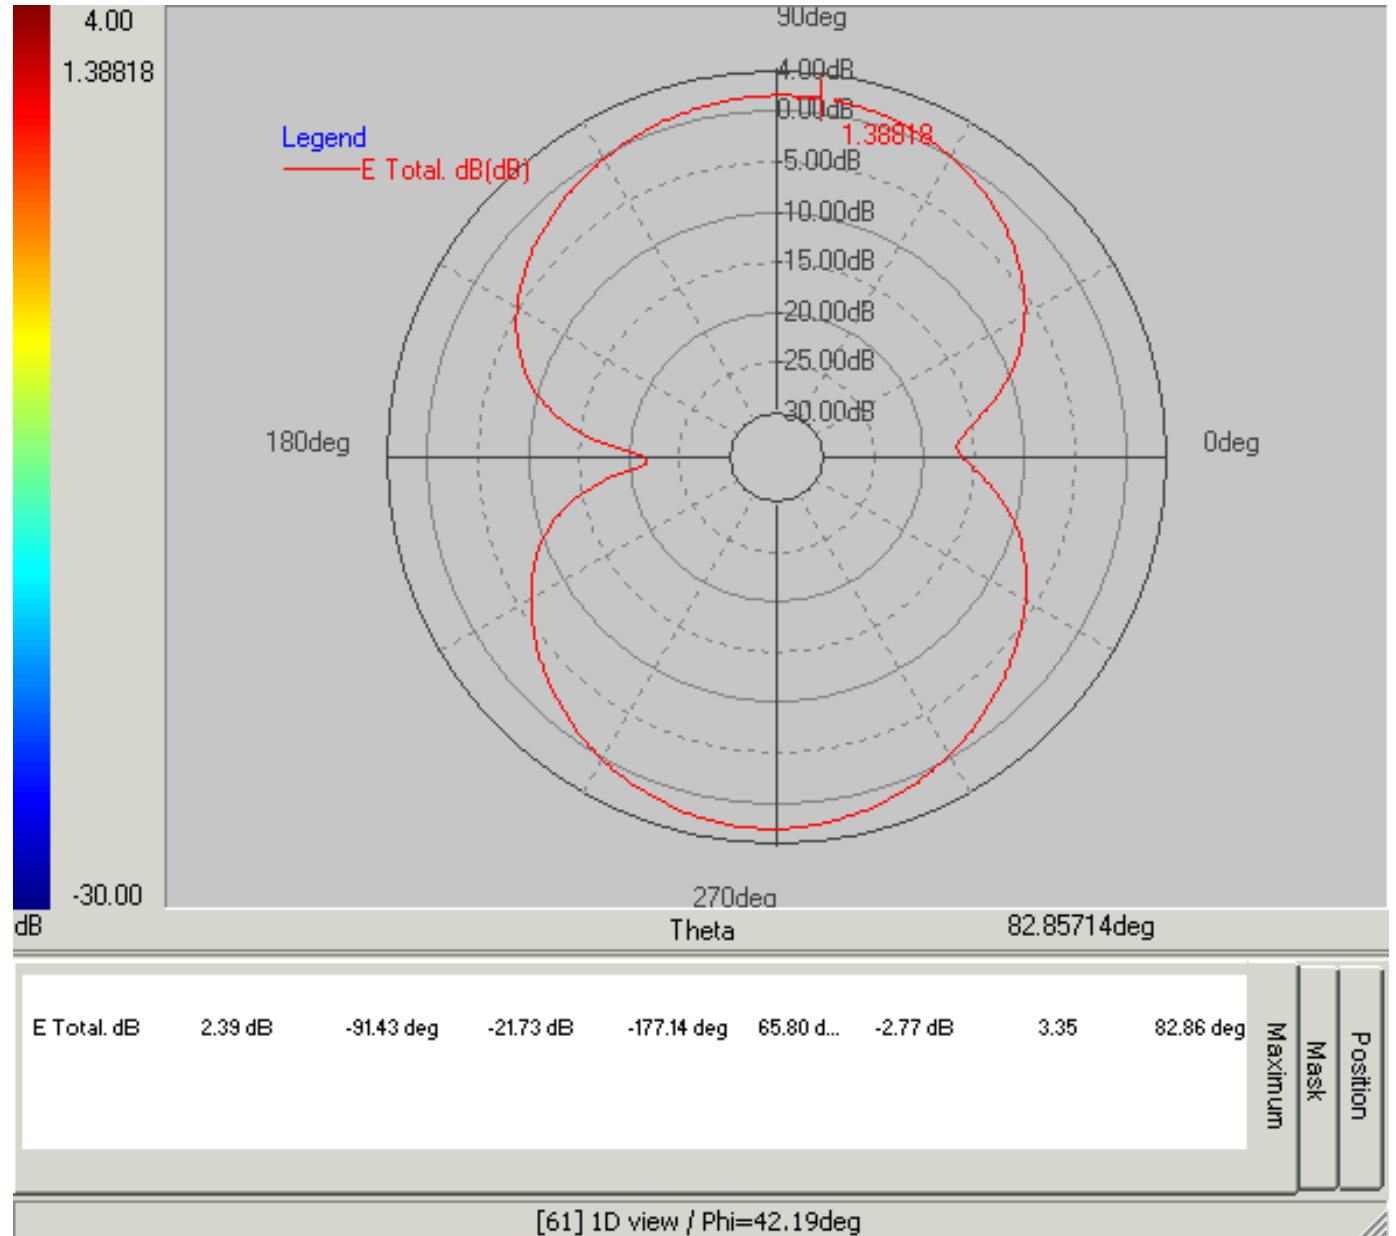 4.00
1.38818
90deg
4.00dB
0.00dB
1.38818
Legend
E Total. dB(dB)
-5.00dB
-10.00dB
-15.00dB
-20.00dB
-25.00dB
-30.00dB
180deg
0deg
-30.00
270deg
dB
Theta
82.85714deg
E Total. dB 2.39 dB -91.43 deg -21.73 dB -177.14 deg 65.80 d... -2.77 dB 3.35 82.86 deg
Maximum
Mask
Position
[61] 1D view / Phi=42.19deg